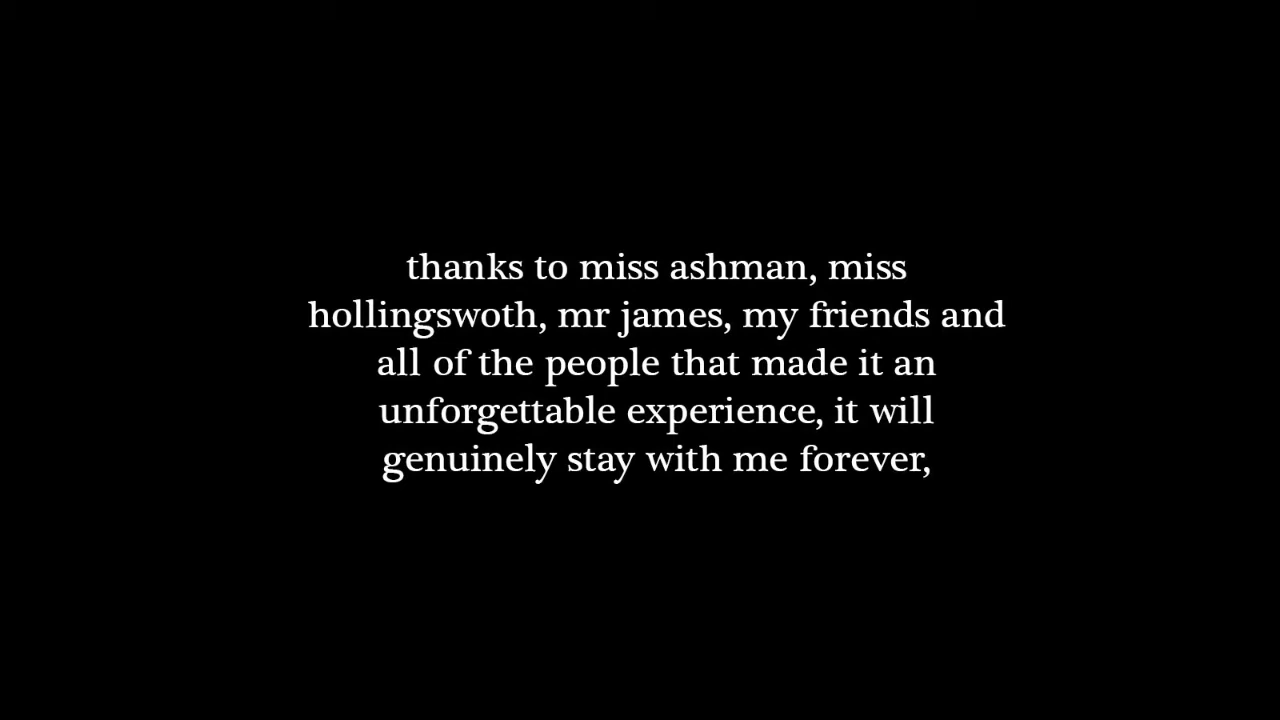 thanks to miss ashman, miss
hollingswoth, mr james, my friends and
all of the people that made it an
unforgettable experience, it will
genuinely stay with me forever,